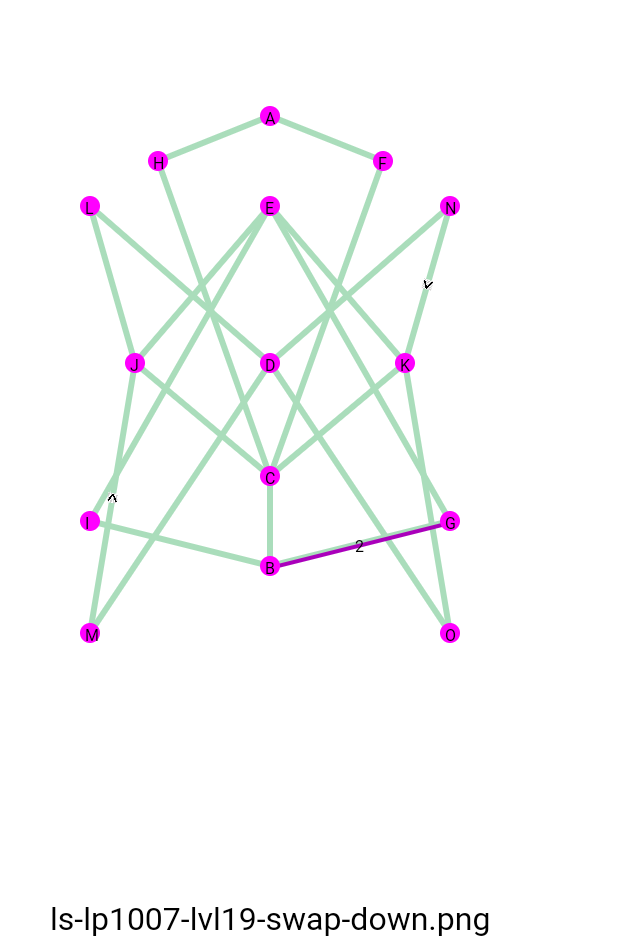 A
H F
L E N
v
J D K
C
^
I G
2
B
M O
ls-lp1007-lvl19-swap-down.png